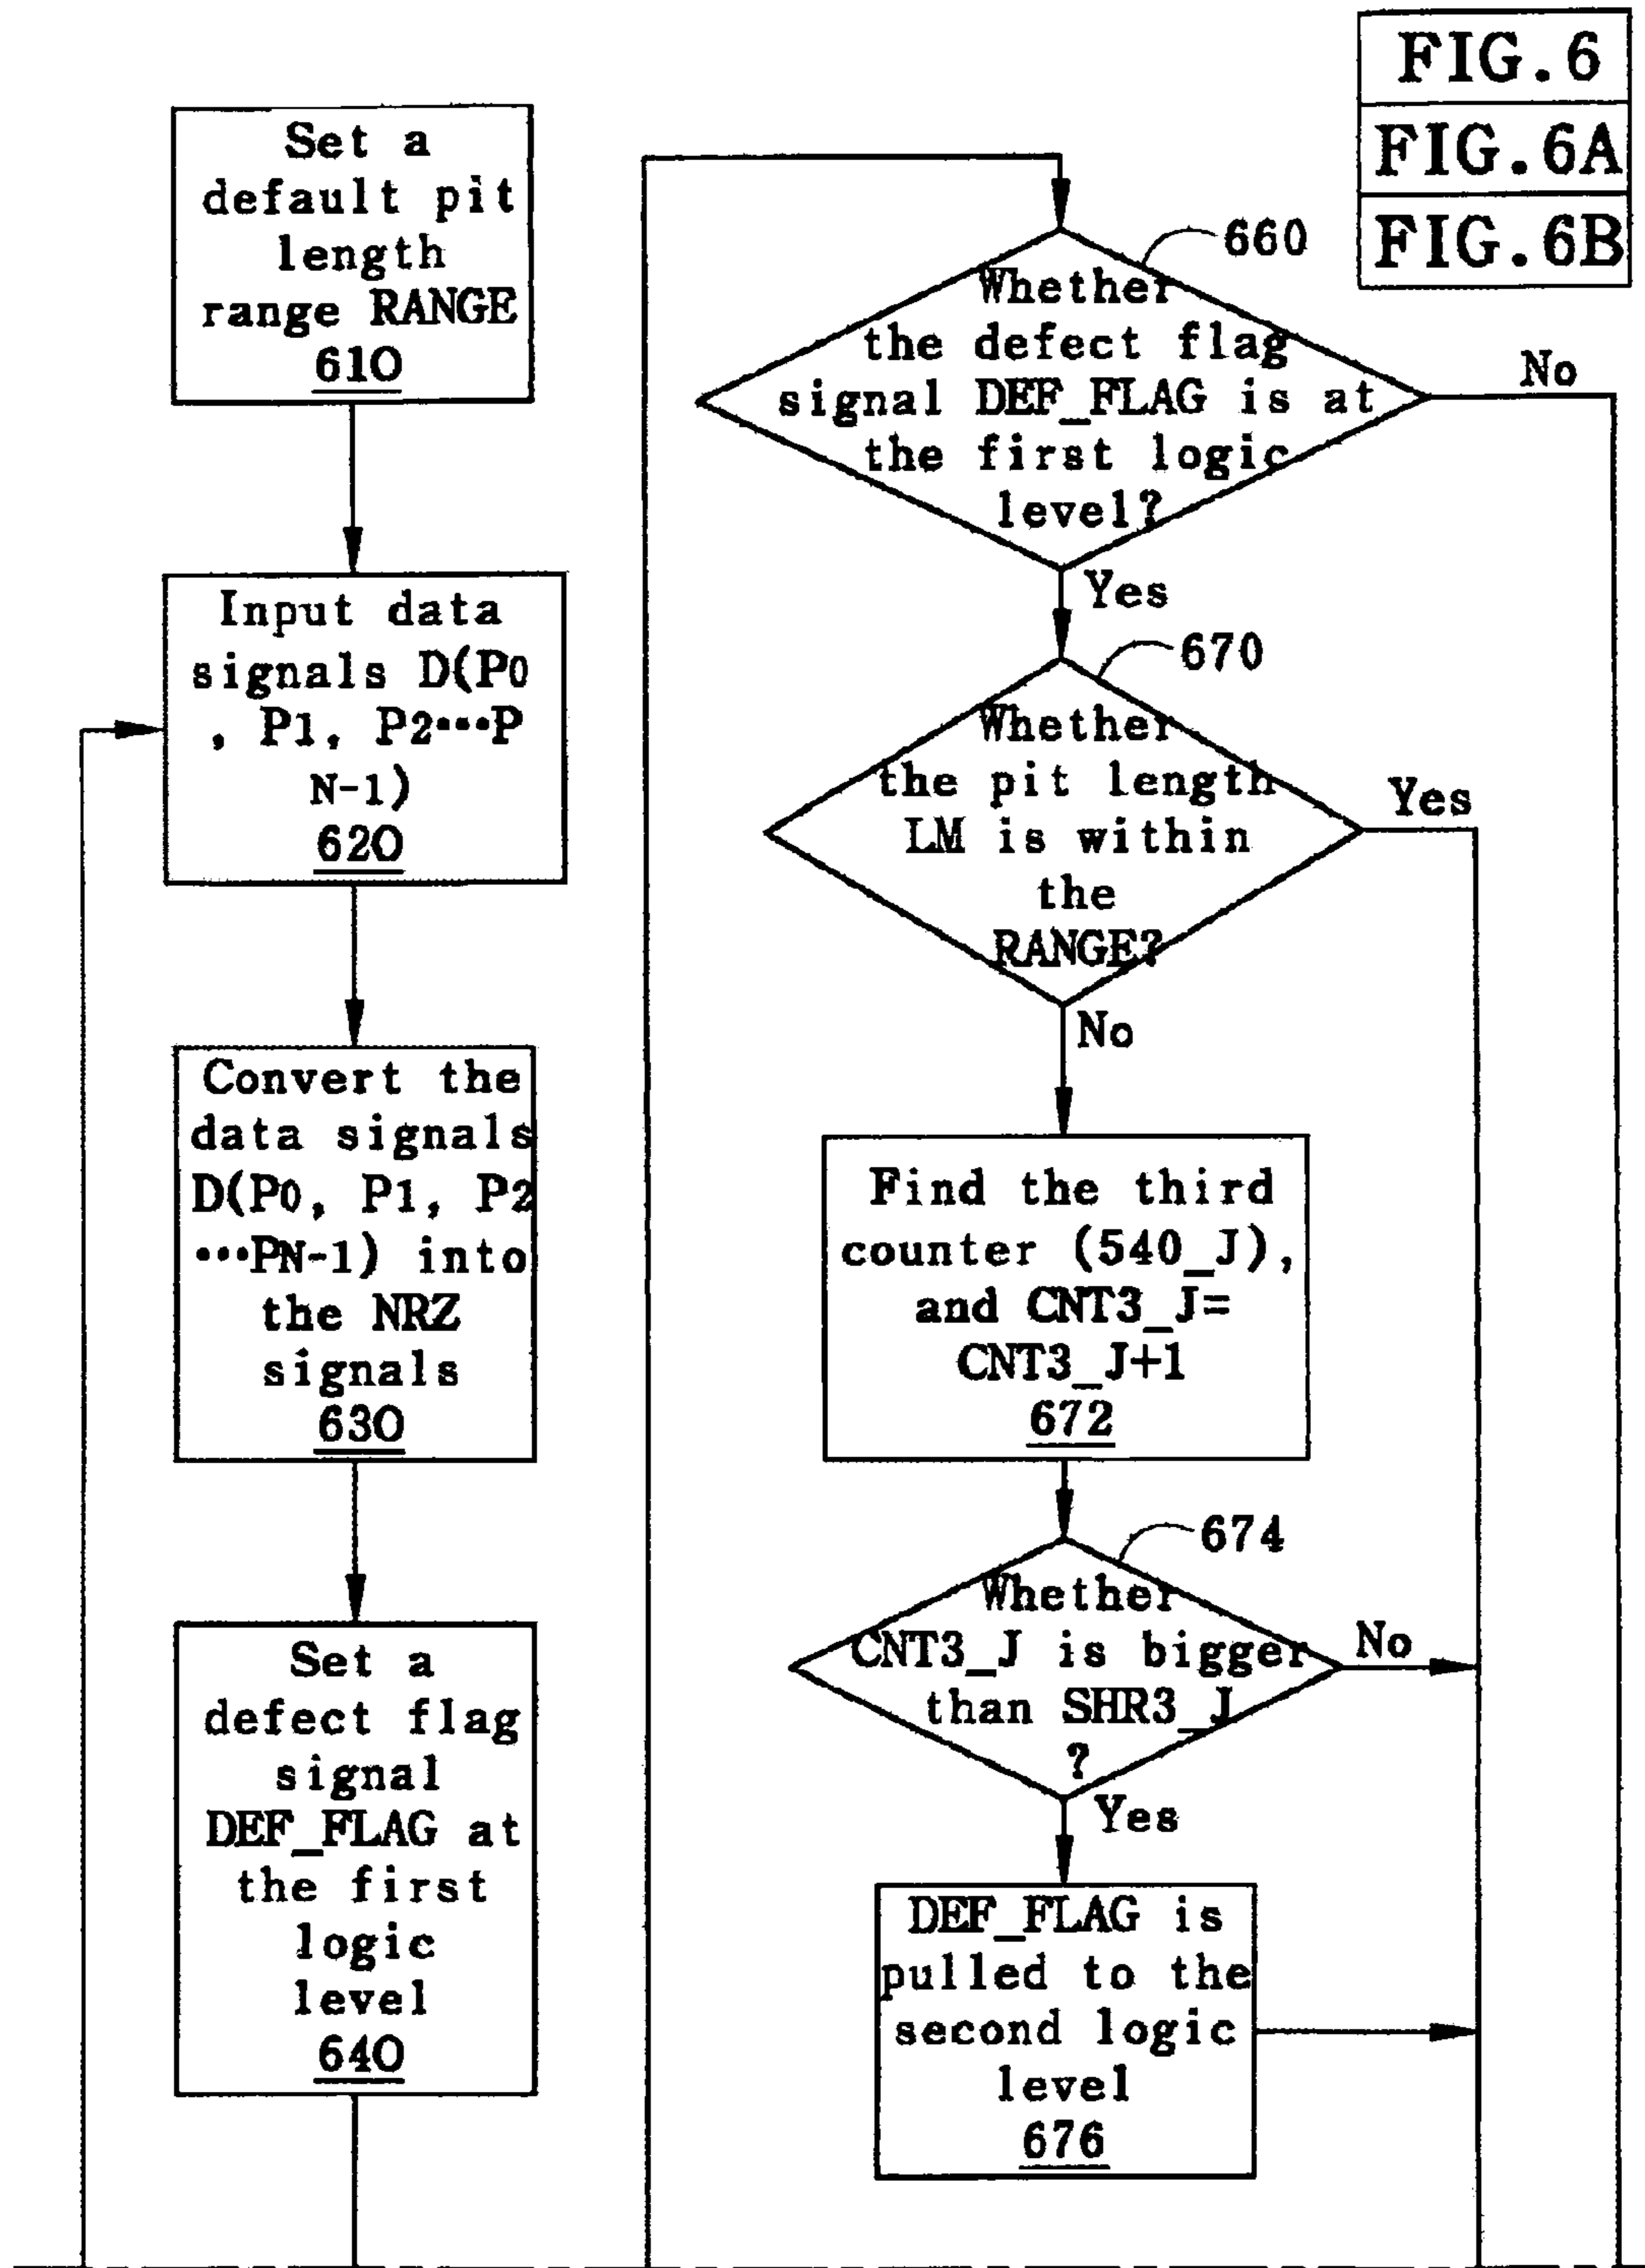 FIG.6
FIG.6A
FIG.6B
Set a
default pit
length
range RANGE
610
Input data
signals D(P0
, P1, P2···P
N-1)
620
Convert the
data signals
D(P0, P1, P2
···PN-1) into
the NRZ
signals
630
Set a
defect flag
signal
DEF_FLAG at
the first
logic
level
640
660
Whether
the defect flag
signal DEF_FLAG is at
the first logic
level?
No
Yes
670
Whether
the pit length
LM is within
the
RANGE?
Yes
No
Find the third
counter (540_J),
and CNT3_J=
CNT3_J+1
672
674
Whether
CNT3_J is bigger
than SHR3_J
?
No
Yes
DEF_FLAG is
pulled to the
second logic
level
676